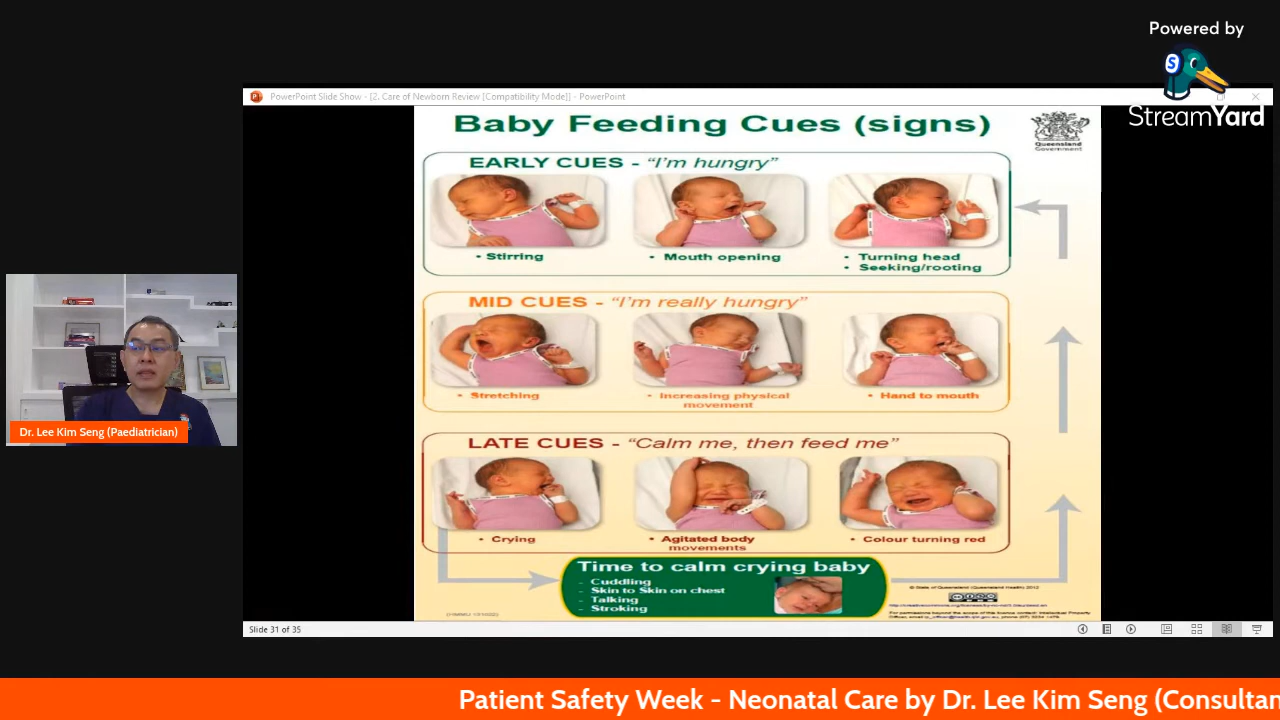 Powered by
StreamYard
PowerPoint Slide Show - [2. Care of Newborn Review [Compatibility Mode]] - PowerPoint
Baby Feeding Cues (signs)
Queensland
Government
EARLY CUES - “I’m hungry”
• Stirring
• Mouth opening
• Turning head
• Seeking/rooting
MID CUES - “I’m really hungry”
• Stretching
• Increasing physical
movement
• Hand to mouth
LATE CUES - “Calm me, then feed me”
• Crying
• Agitated body
movements
• Colour turning red
Time to calm crying baby
- Cuddling
- Skin to Skin on chest
- Talking
- Stroking
© State of Queensland (Queensland Health) 2012
Slide 31 of 35
Dr. Lee Kim Seng (Paediatrician)
Patient Safety Week - Neonatal Care by Dr. Lee Kim Seng (Consultan